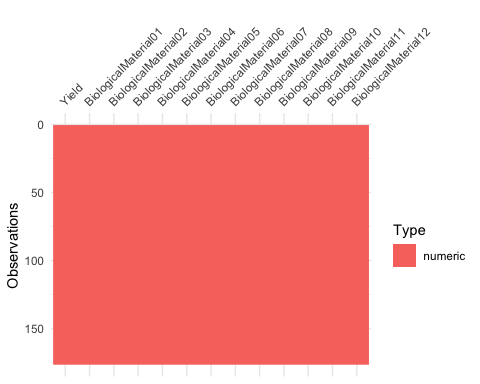 Yield
BiologicalMaterial01
BiologicalMaterial02
BiologicalMaterial03
BiologicalMaterial04
BiologicalMaterial05
BiologicalMaterial06
BiologicalMaterial07
BiologicalMaterial08
BiologicalMaterial09
BiologicalMaterial10
BiologicalMaterial11
BiologicalMaterial12
0
50
100
150
Observations
Type
numeric